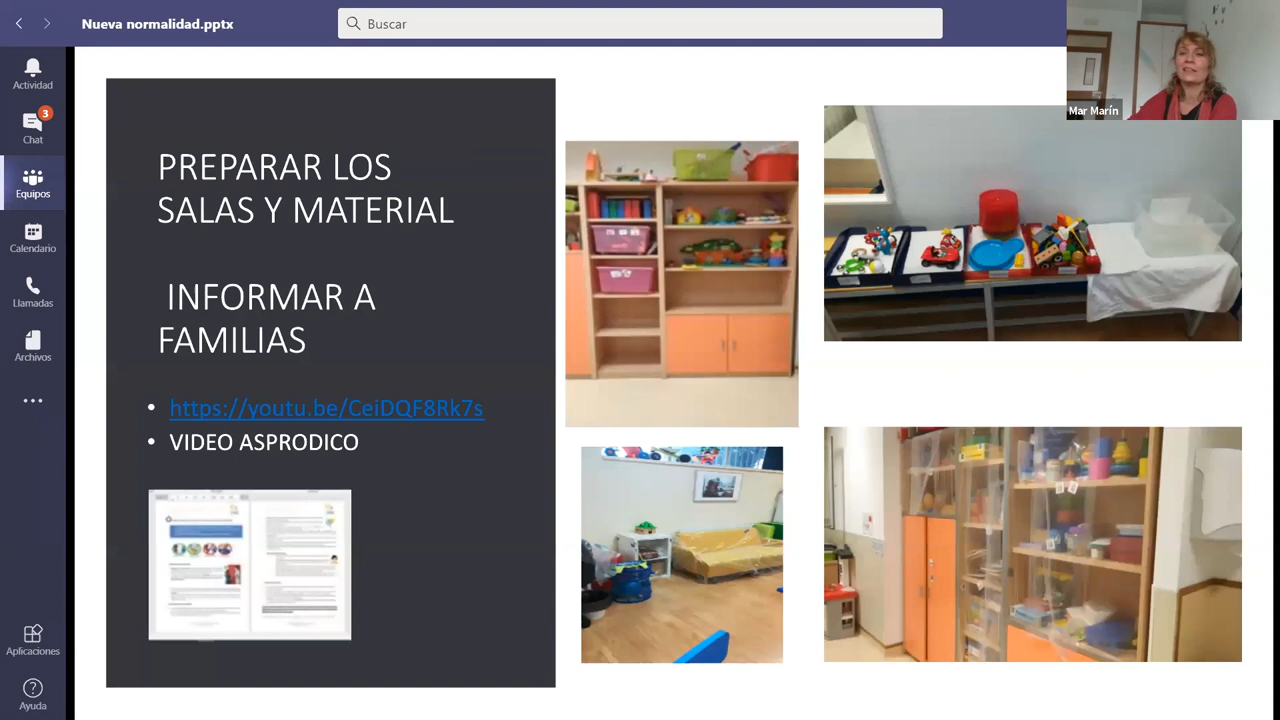 Nueva normalidad.pptx
Buscar
Actividad
3
Chat
Equipos
Calendario
Llamadas
Archivos
Aplicaciones
Ayuda
Mar Marín
PREPARAR LOS
SALAS Y MATERIAL
INFORMAR A
FAMILIAS
• https://youtu.be/CeiDQF8Rk7s
• VIDEO ASPRODICO